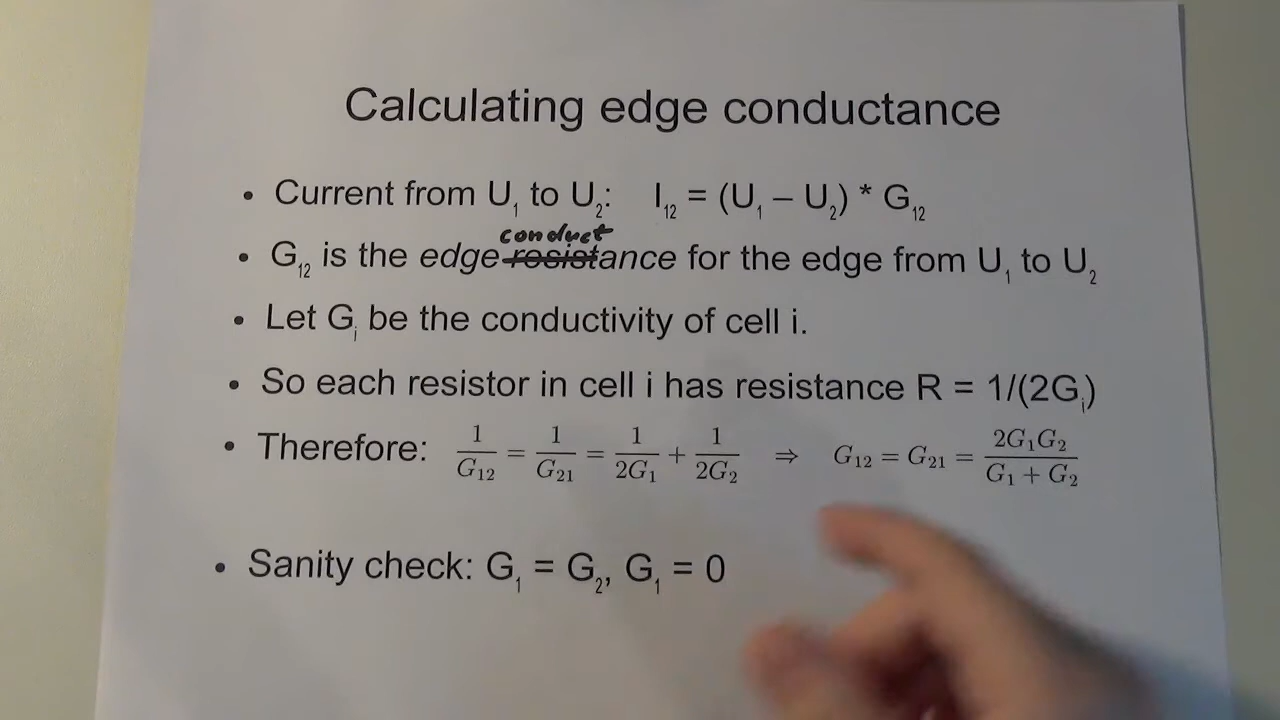 Calculating edge conductance
• Current from U₁ to U₂: I₁₂ = (U₁ – U₂) * G₁₂
conduct
• G₁₂ is the edge resistance for the edge from U₁ to U₂
• Let Gᵢ be the conductivity of cell i.
• So each resistor in cell i has resistance R = 1/(2Gᵢ)
• Therefore: 1/G₁₂ = 1/G₂₁ = 1/2G₁ + 1/2G₂ ⇒ G₁₂ = G₂₁ = 2G₁G₂/G₁ + G₂
• Sanity check: G₁ = G₂, G₁ = 0